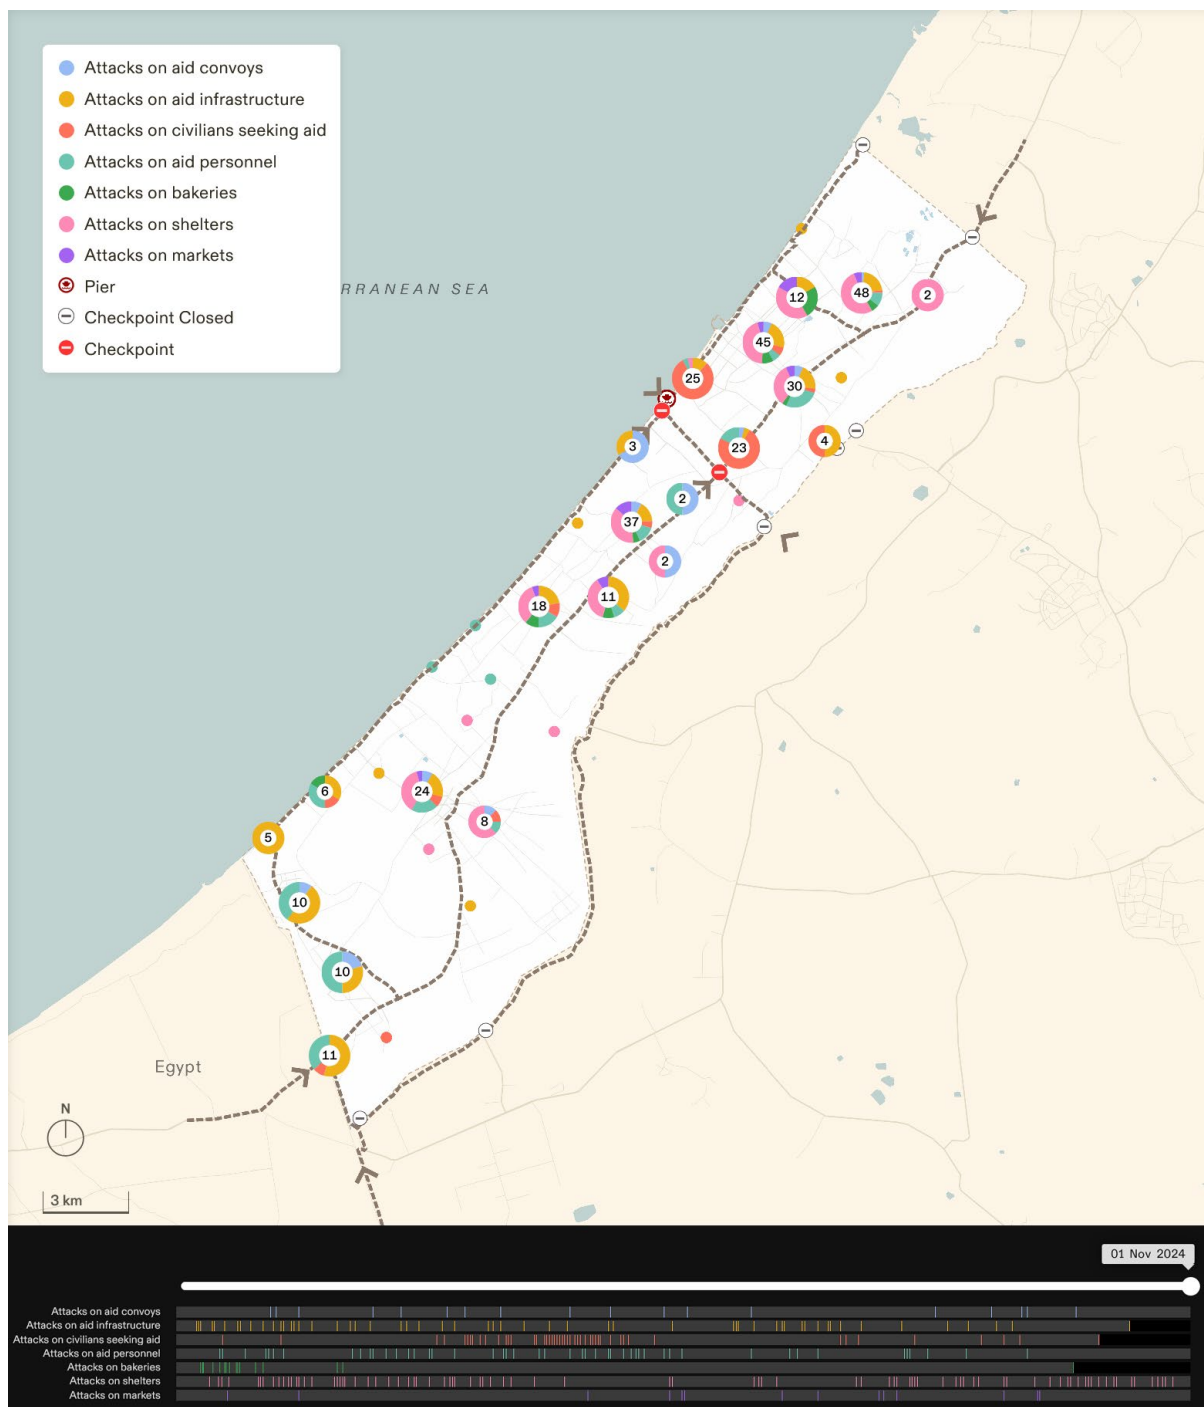 Attacks on aid convoys
Attacks on aid infrastructure
Attacks on civilians seeking aid
Attacks on aid personnel
Attacks on bakeries
Attacks on shelters
Attacks on markets
Pier
Checkpoint Closed
Checkpoint
RRANEAN SEA
12
48
2
45
25
30
3
23
4
2
37
2
18
11
6
24
8
5
10
10
11
Egypt
N
3 km
01 Nov 2024
Attacks on aid convoys
Attacks on aid infrastructure
Attacks on civilians seeking aid
Attacks on aid personnel
Attacks on bakeries
Attacks on shelters
Attacks on markets